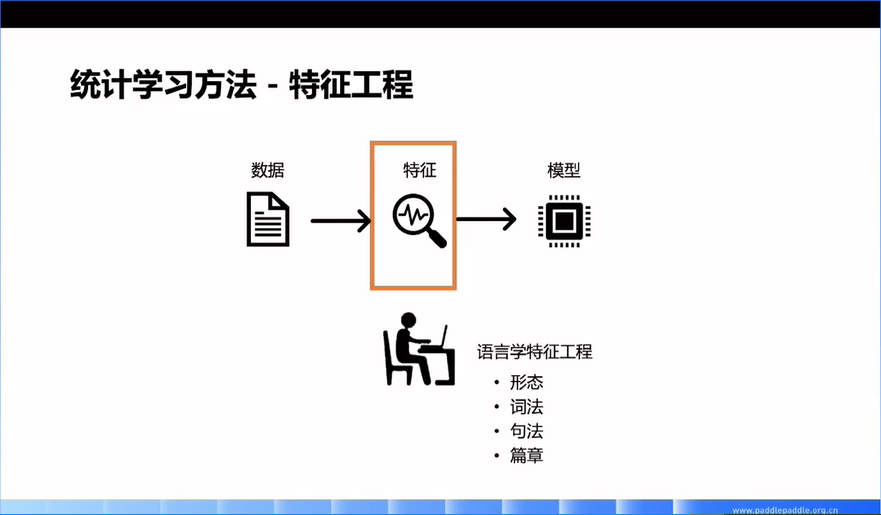 统计学习方法 - 特征工程
数据
特征
模型
语言学特征工程
• 形态
• 词法
• 句法
• 篇章
www.paddlepaddle.org.cn